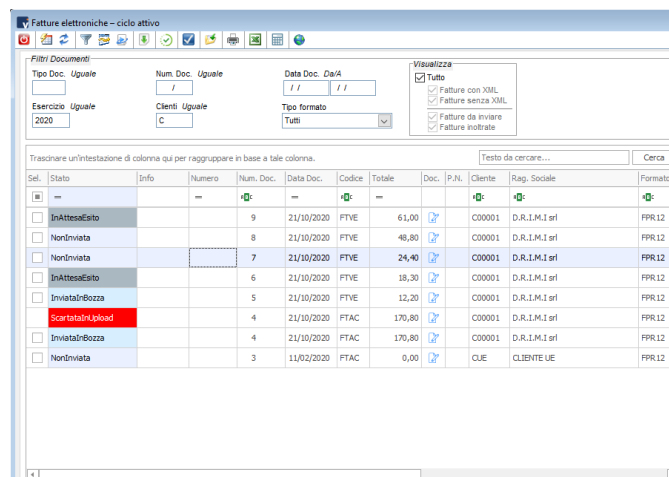 Fatture elettroniche – ciclo attivo
Filtri Documenti
Tipo Doc. Uguale Num. Doc. Uguale Data Doc. Da/A
/ / / / /
Esercizio Uguale Clienti Uguale Tipo formato
2020 C Tutti
Visualizza
Tutto
Fatture con XML
Fatture senza XML
Fatture da inviare
Fatture inoltrate
Trascinare un'intestazione di colonna qui per raggruppare in base a tale colonna. Testo da cercare... Cerca
Sel. Stato Info Numero Num. Doc. Data Doc. Codice Totale Doc. P.N. Cliente Rag. Sociale Formato
= = = =
InAttesaEsito 9 21/10/2020 FTVE 61,00 C00001 D.R.I.M.I srl FPR12
NonInviata 8 21/10/2020 FTVE 48,80 C00001 D.R.I.M.I srl FPR12
NonInviata 7 21/10/2020 FTVE 24,40 C00001 D.R.I.M.I srl FPR12
InAttesaEsito 6 21/10/2020 FTVE 18,30 C00001 D.R.I.M.I srl FPR12
InviataInBozza 5 21/10/2020 FTVE 12,20 C00001 D.R.I.M.I srl FPR12
ScartataInUpload 4 21/10/2020 FTAC 170,80 C00001 D.R.I.M.I srl FPR12
InviataInBozza 4 21/10/2020 FTAC 170,80 C00001 D.R.I.M.I srl FPR12
NonInviata 3 11/02/2020 FTAC 0,00 CUE CLIENTE UE FPR12